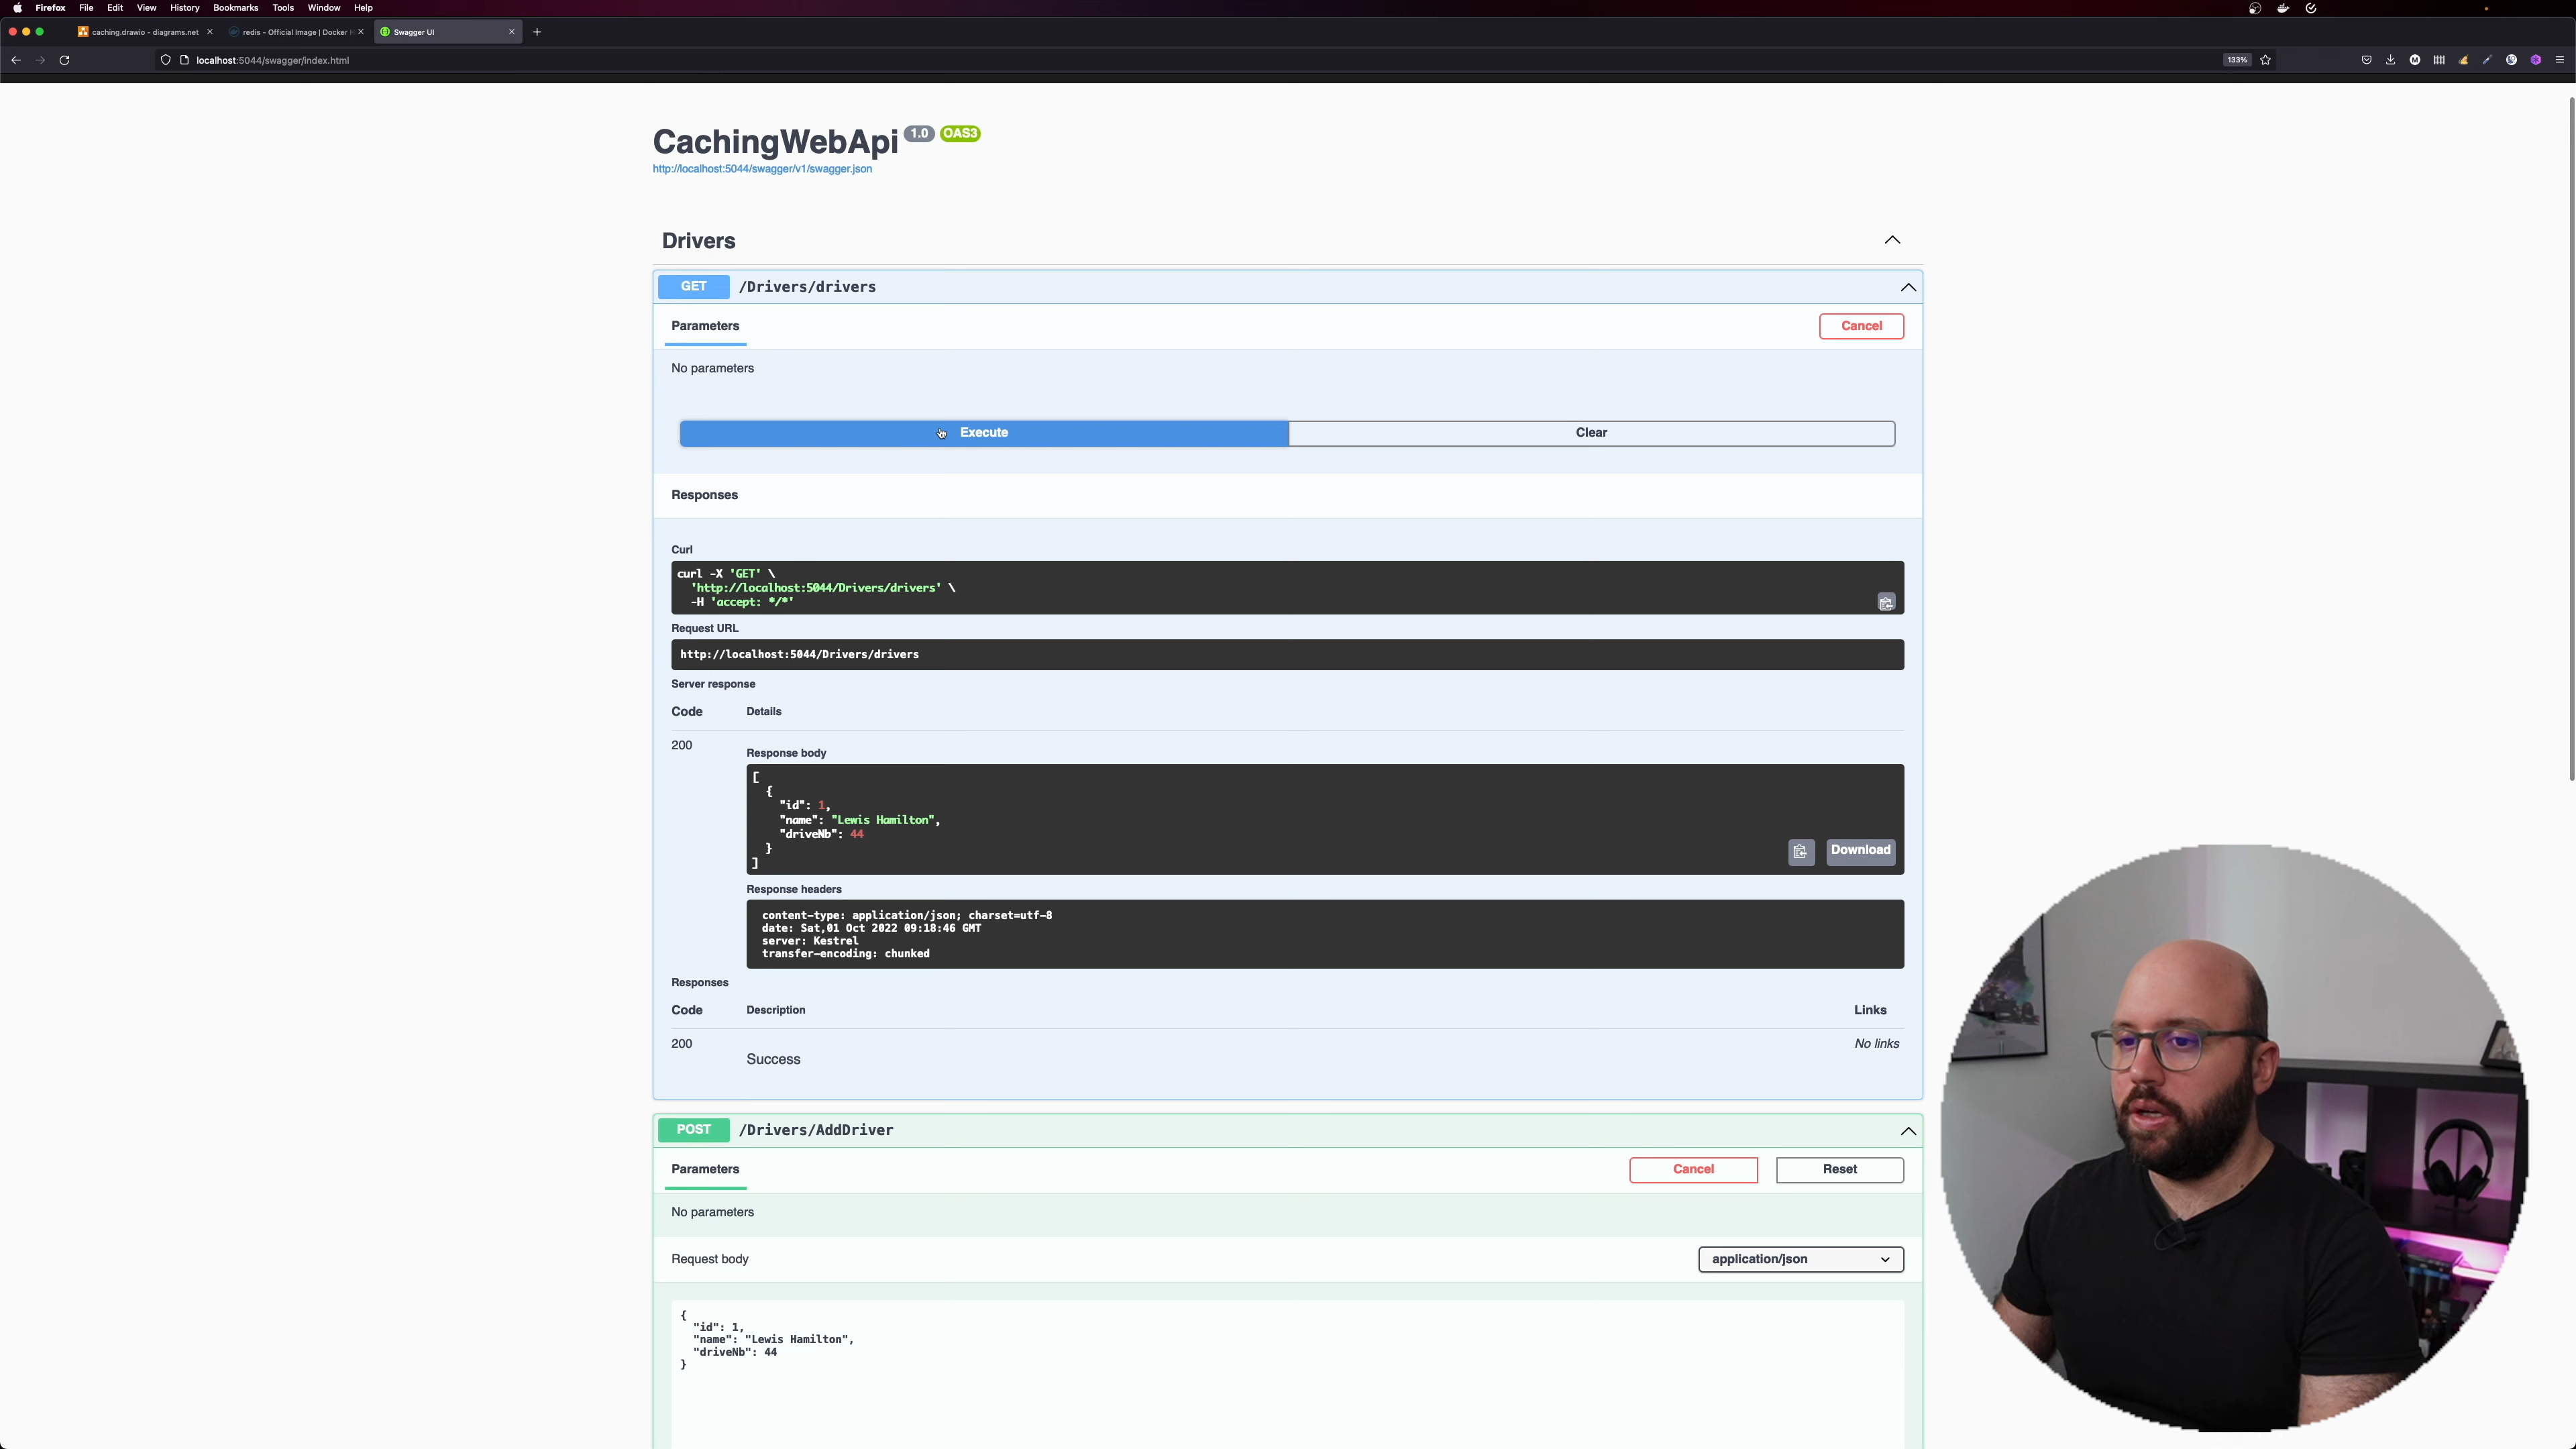 Firefox File Edit View History Bookmarks Tools Window Help
caching.drawio - diagrams.net
redis - Official Image | Docker H
Swagger UI
localhost:5044/swagger/index.html
133%
CachingWebApi 1.0 OAS3
http://localhost:5044/swagger/v1/swagger.json
Drivers
GET /Drivers/drivers
Parameters
Cancel
No parameters
Execute
Clear
Responses
Curl
curl -X 'GET' \
'http://localhost:5044/Drivers/drivers' \
-H 'accept: */*'
Request URL
http://localhost:5044/Drivers/drivers
Server response
Code Details
200
Response body
[
{
"id": 1,
"name": "Lewis Hamilton",
"driveNb": 44
}
]
Download
Response headers
content-type: application/json; charset=utf-8
date: Sat,01 Oct 2022 09:18:46 GMT
server: Kestrel
transfer-encoding: chunked
Responses
Code Description Links
200
Success
No links
POST /Drivers/AddDriver
Parameters
Cancel
Reset
No parameters
Request body
application/json
{
"id": 1,
"name": "Lewis Hamilton",
"driveNb": 44
}